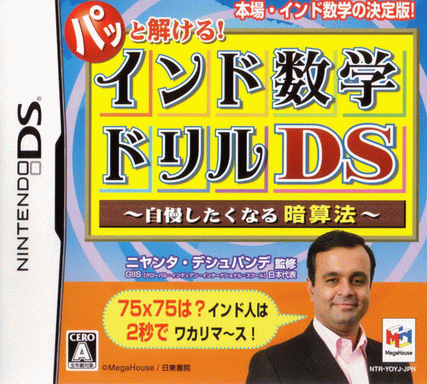 本場・インド数学の決定版!
パッと解ける!
インド数学
ドリルDS
〜自慢したくなる暗算法〜
ニヤンタ・デシュパンデ 監修
GIIS(グローバル・インディアン・インターナショナル・スクール)日本代表
75x75は?インド人は
2秒で ワカリマ〜ス!
NINTENDO DS
CERO
A
全年齢対象
©MegaHouse / 日東書院
MegaHouse
NTR-YOYJ-JPN